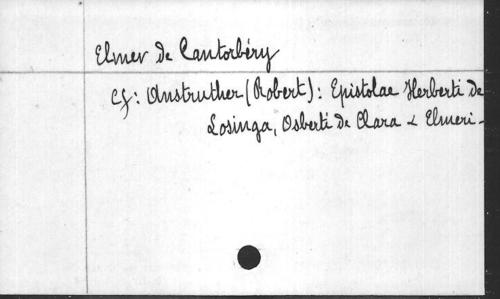 Elmer de Cantorbéry
cf: Anstruther (Robert): Epistolae Herberti de
Losinga, Osberti de Clara & Elmeri-